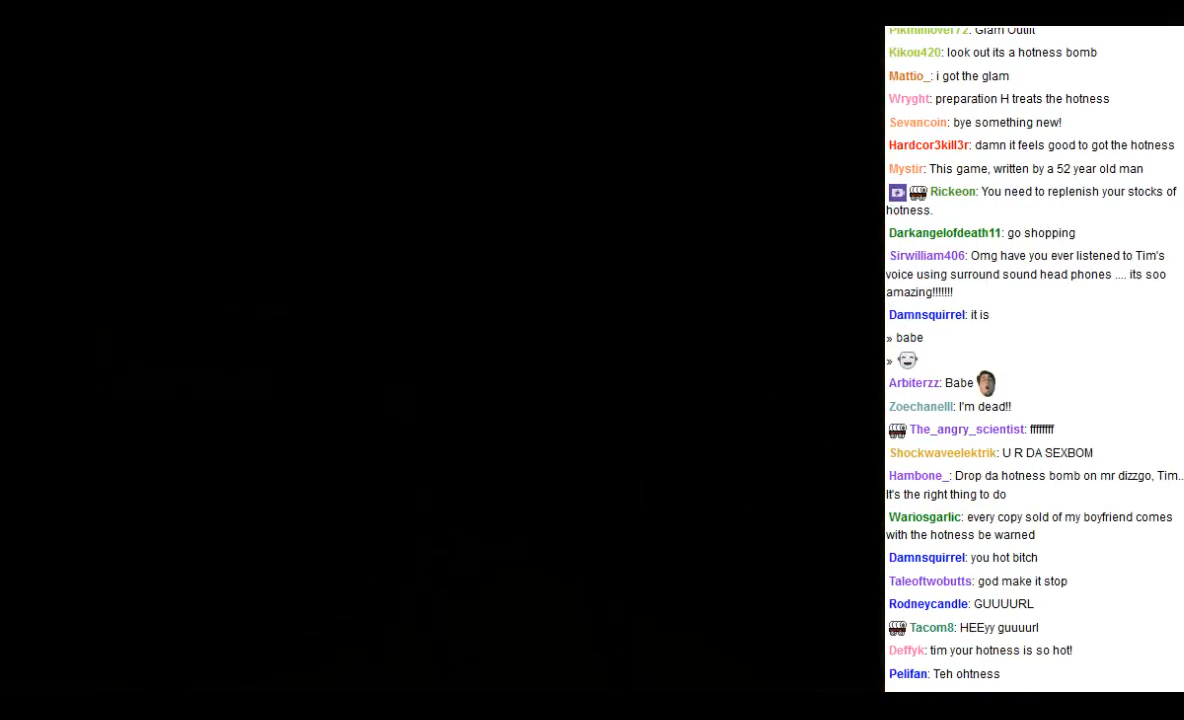 Pikminlover72: Glam Outfit
Kikou420: look out its a hotness bomb
Mattio_: i got the glam
Wryght: preparation H treats the hotness
Sevancoin: bye something new!
Hardcor3kill3r: damn it feels good to got the hotness
Mystir: This game, written by a 52 year old man
Rickeon: You need to replenish your stocks of
hotness.
Darkangelofdeath11: go shopping
Sirwilliam406: Omg have you ever listened to Tim's
voice using surround sound head phones .... its soo
amazing!!!!!!!
Damnsquirrel: it is
» babe
»
Arbiterzz: Babe
Zoechanelll: I'm dead!!
The_angry_scientist: ffffffff
Shockwaveelektrik: U R DA SEXBOM
Hambone_: Drop da hotness bomb on mr dizzgo, Tim..
It's the right thing to do
Wariosgarlic: every copy sold of my boyfriend comes
with the hotness be warned
Damnsquirrel: you hot bitch
Taleoftwobutts: god make it stop
Rodneycandle: GUUUURL
Tacom8: HEEyy guuuurl
Deffyk: tim your hotness is so hot!
Pelifan: Teh ohtness